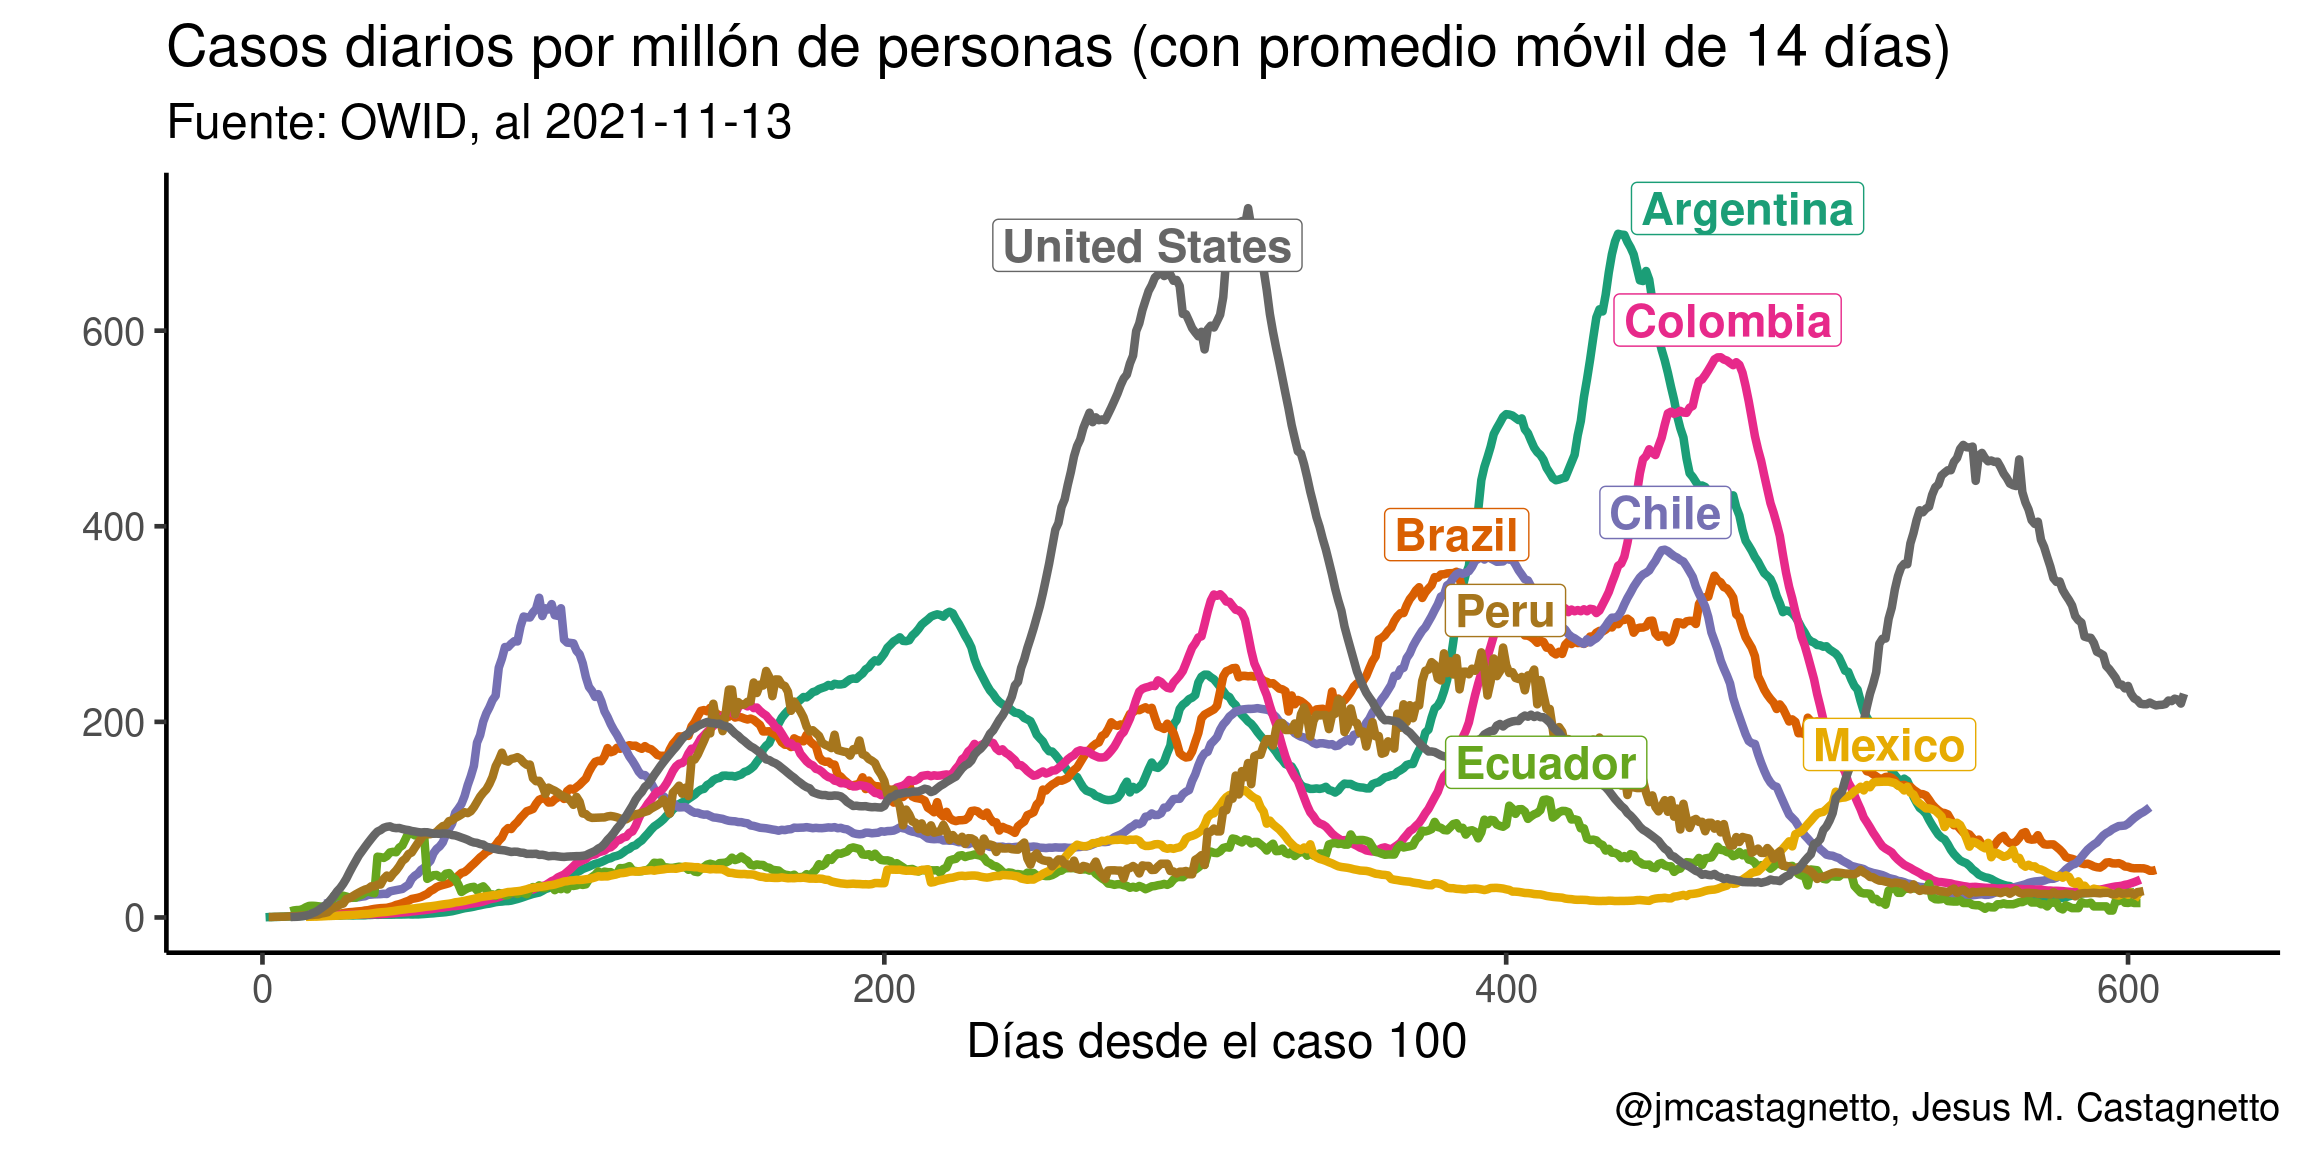 Casos diarios por millón de personas (con promedio móvil de 14 días)
Fuente: OWID, al 2021-11-13
Argentina
United States
Colombia
600
Chile
Brazil
400
Peru
200
Mexico
Ecuador
0
0 200 400 600
Días desde el caso 100
@jmcastagnetto, Jesus M. Castagnetto